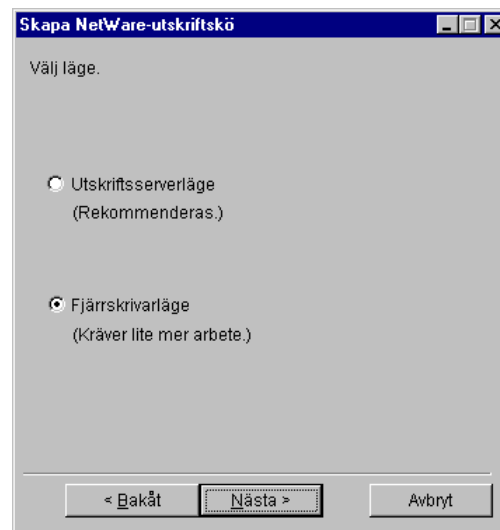 Skapa NetWare-utskriftskö
Välj läge.
Utskriftsserverläge
(Rekommenderas.)
Fjärrskrivarläge
(Kräver lite mer arbete.)
< Bakåt
Nästa >
Avbryt